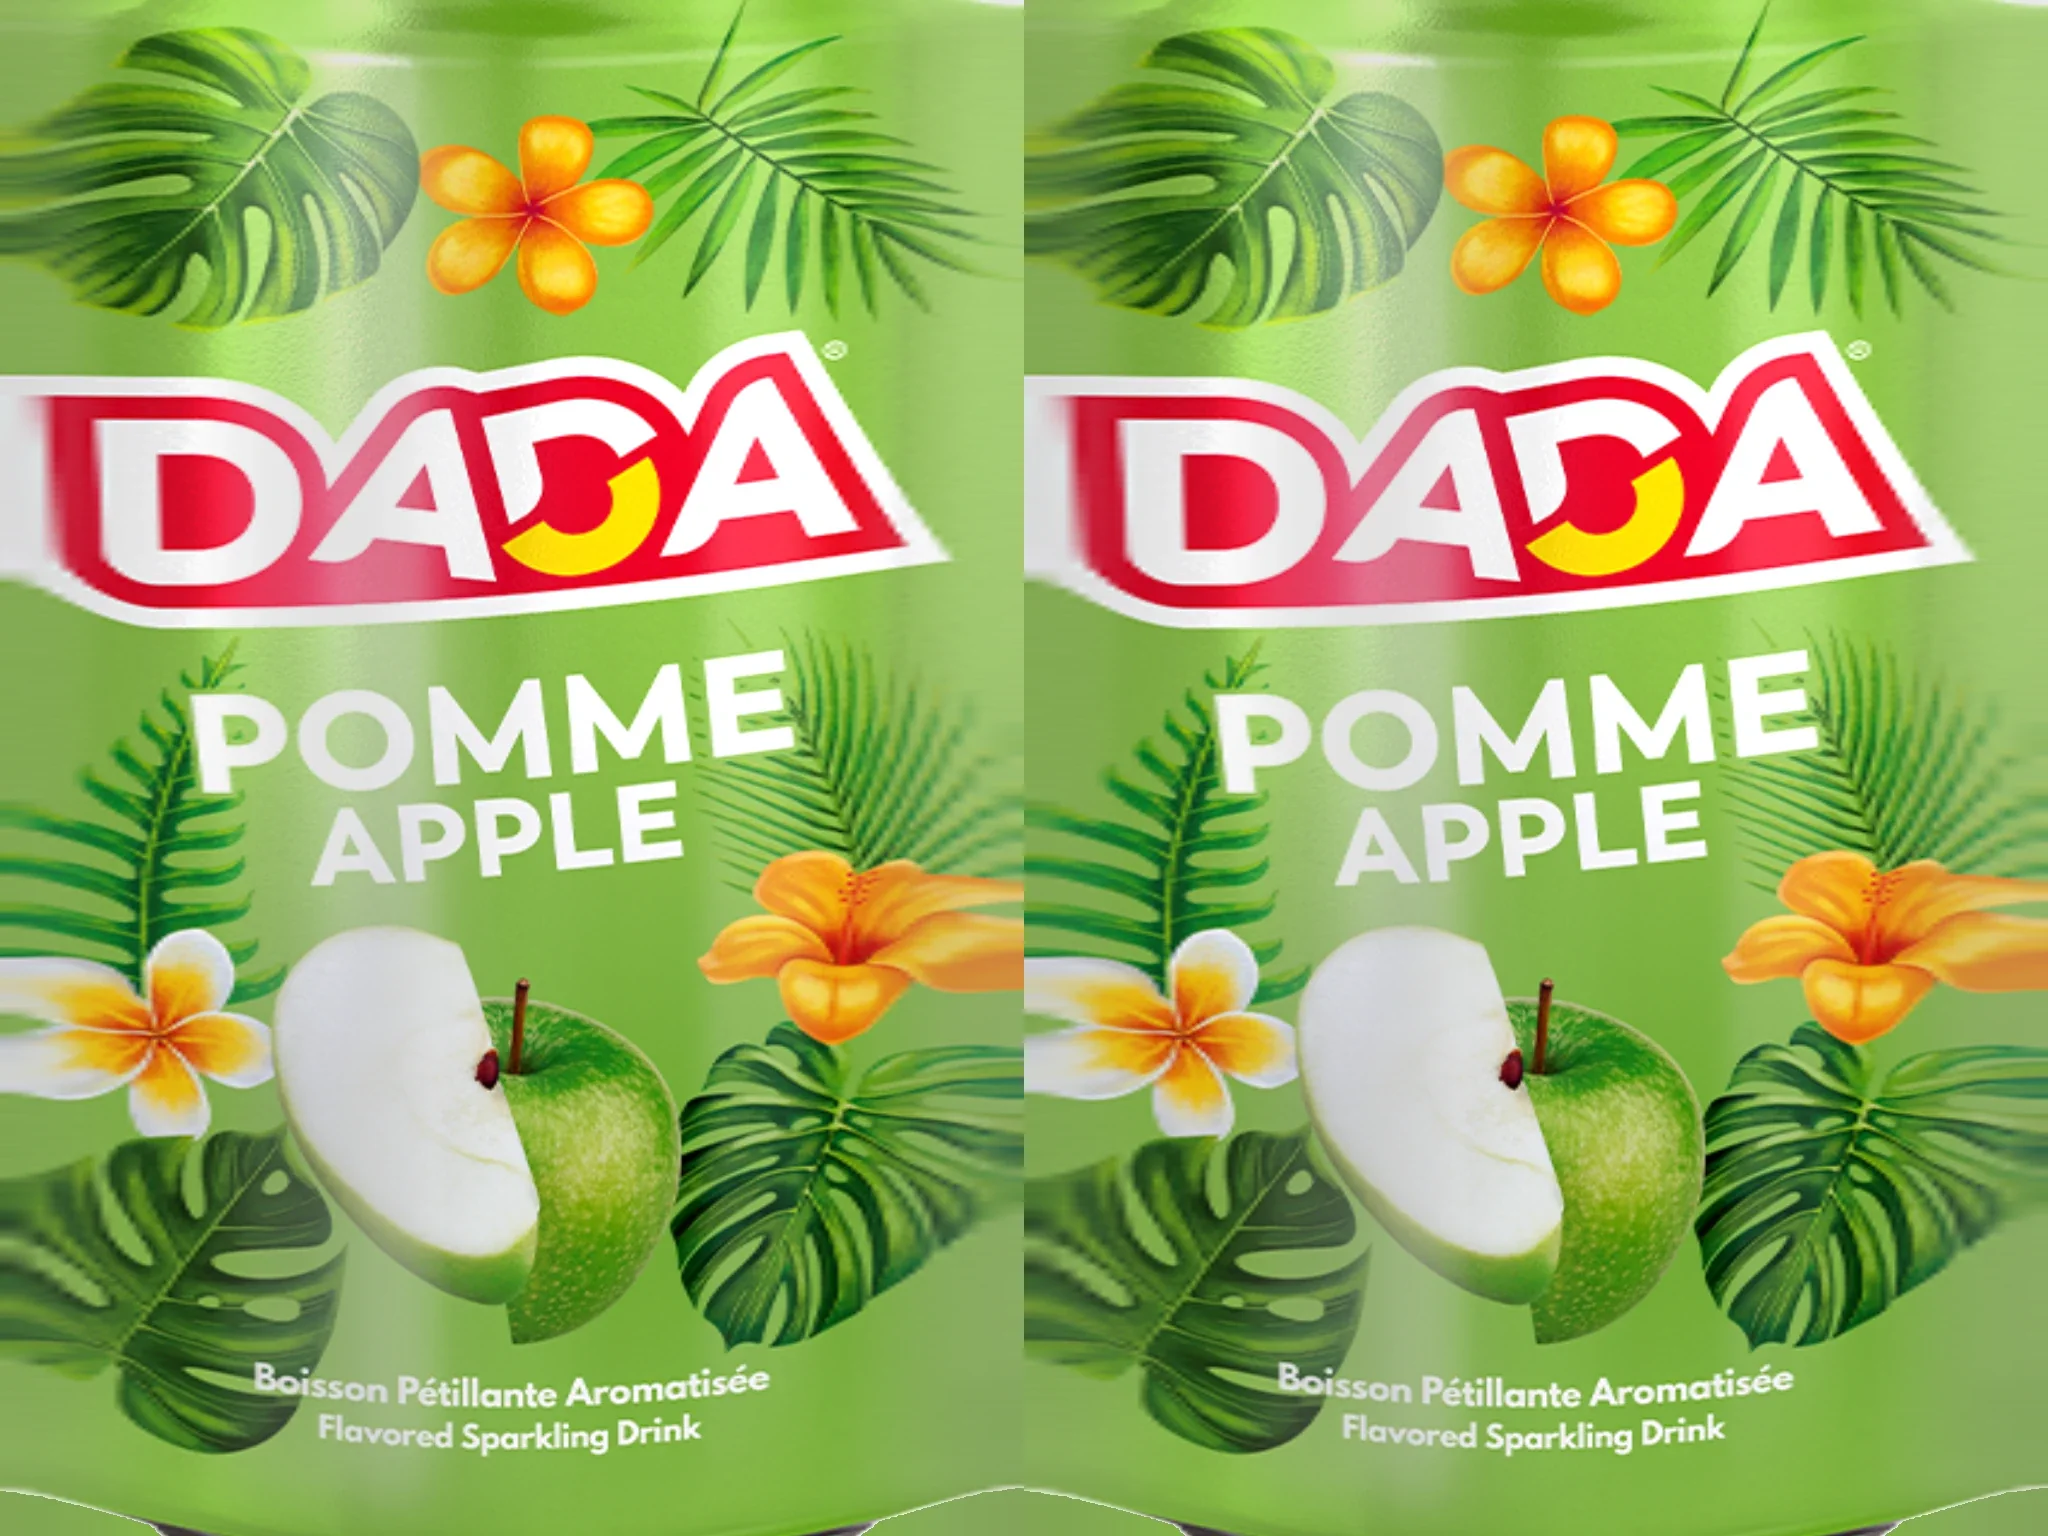 DADA
POMME
APPLE
Boisson Pétillante Aromatisée
Flavored Sparkling Drink
DADA
POMME
APPLE
Boisson Pétillante Aromatisée
Flavored Sparkling Drink